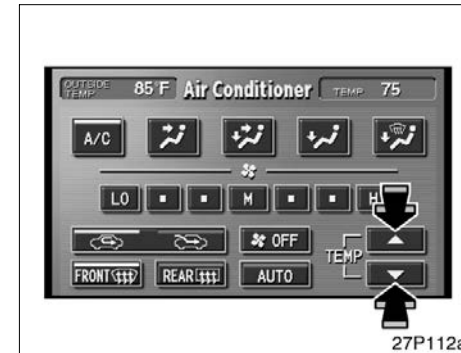 OUTSIDE TEMP 85°F Air Conditioner TEMP 75
A/C
LO M H
OFF
TEMP
FRONT REAR AUTO
27P112a